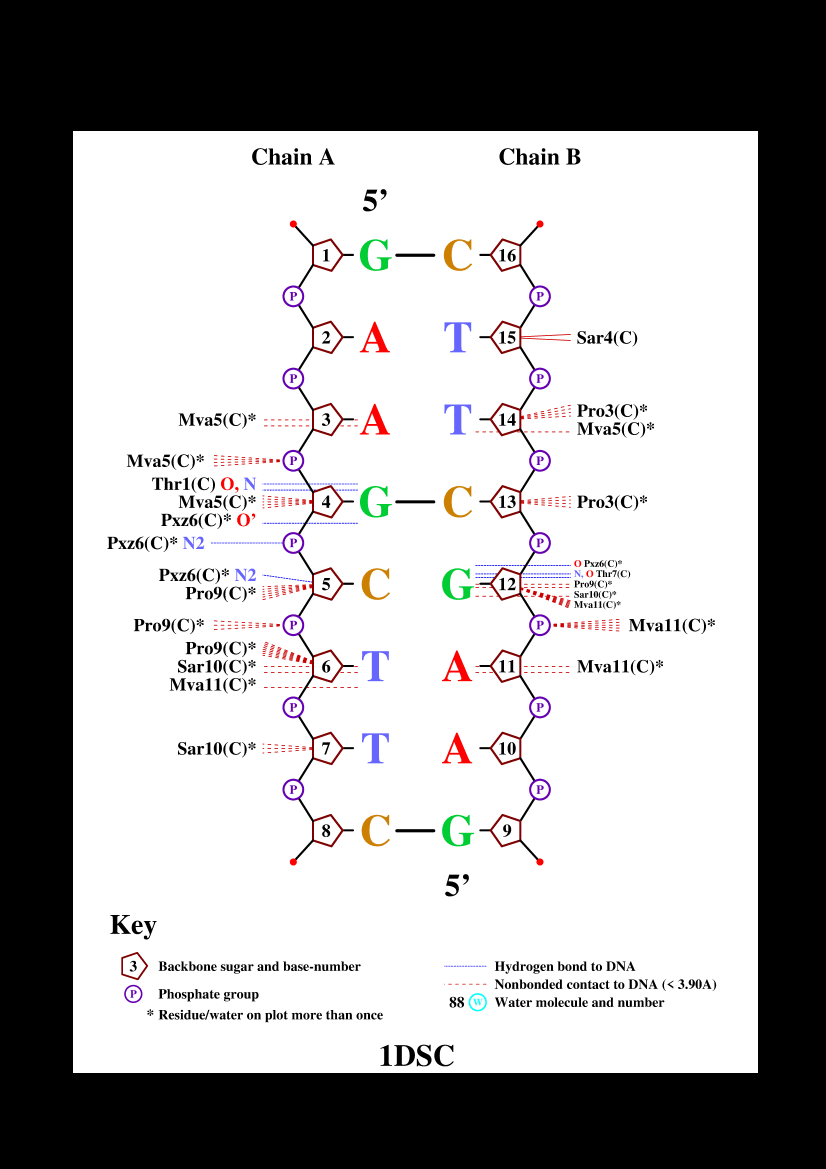 Chain A Chain B
5’
1 G C 16
P P
2 A T 15 Sar4(C)
P P
Mva5(C)* 3 A T 14 Pro3(C)*
Mva5(C)*
Mva5(C)* P P
Thr1(C) O, N
Mva5(C)* 4 G C 13 Pro3(C)*
Pxz6(C)* O’
Pxz6(C)* N2 P P
O Pxz6(C)*
Pxz6(C)* N2 N, O Thr7(C)
Pro9(C)* 5 C G 12 Pro9(C)*
Sar10(C)*
Mva11(C)*
Pro9(C)* P P Mva11(C)*
Pro9(C)*
Sar10(C)* 6 T A 11 Mva11(C)*
Mva11(C)*
P P
Sar10(C)* 7 T A 10
P P
8 C G 9
5’
Key
3 Backbone sugar and base-number
P Phosphate group
* Residue/water on plot more than once
Hydrogen bond to DNA
Nonbonded contact to DNA (< 3.90A)
88 W Water molecule and number
1DSC